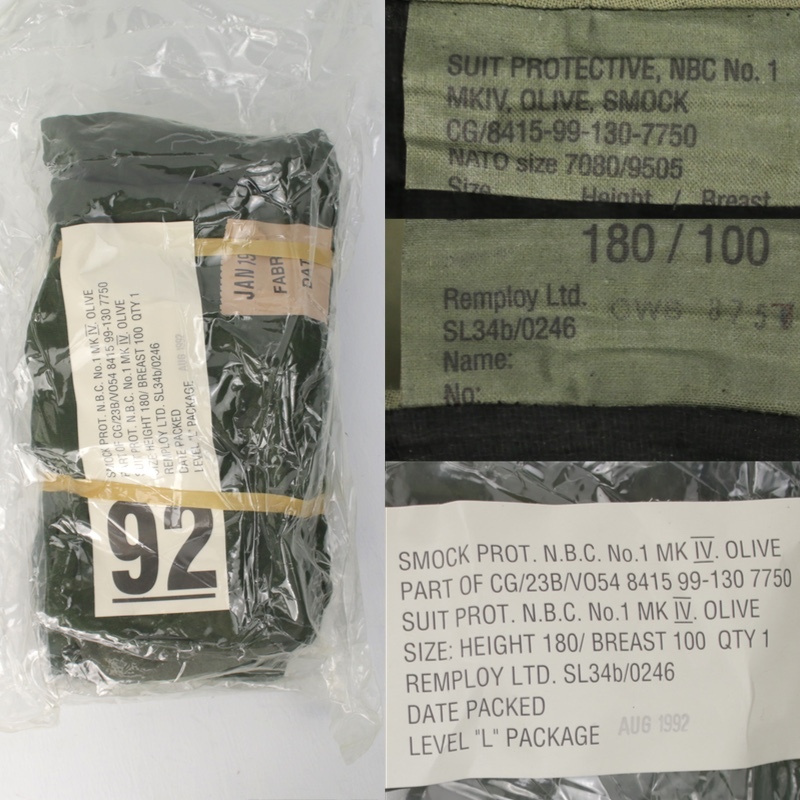 SMOCK PROT. N.B.C. No.1 MK IV. OLIVE
PART OF CG/23B/VO54 8415 99-130 7750
SUIT PROT. N.B.C. No.1 MK IV. OLIVE
SIZE: HEIGHT 180/ BREAST 100 QTY 1
REMPLOY LTD. SL34b/0246
DATE PACKED AUG 1992
LEVEL "L" PACKAGE
92
JAN 19
FABR
DAT
SUIT PROTECTIVE, NBC No. 1
MKIV, OLIVE, SMOCK
CG/8415-99-130-7750
NATO size 7080/9505
Size Height / Breast
180 / 100
Remploy Ltd.
SL34b/0246
Name:
No:
SMOCK PROT. N.B.C. No.1 MK IV. OLIVE
PART OF CG/23B/VO54 8415 99-130 7750
SUIT PROT. N.B.C. No.1 MK IV. OLIVE
SIZE: HEIGHT 180/ BREAST 100 QTY 1
REMPLOY LTD. SL34b/0246
DATE PACKED AUG 1992
LEVEL "L" PACKAGE